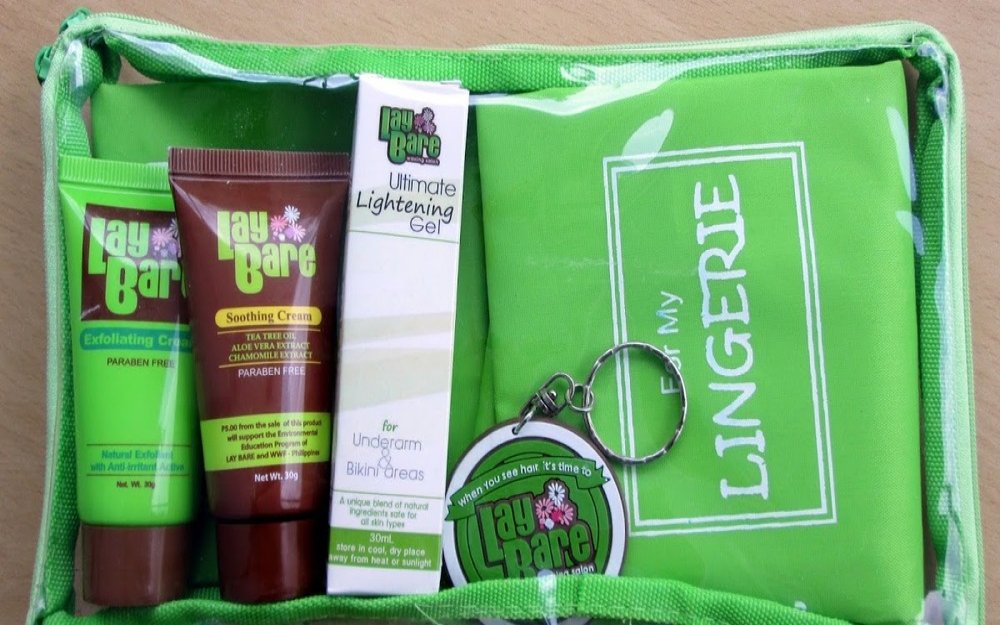 Lay
Bare
Exfoliating
PARABEN FREE
Natural Exfoliant
with Anti-Irritant Active
Net. Wt. 30g
Lay
Bare
Soothing Cream
TEA TREE OIL
ALOE VERA EXTRACT
CHAMOMILE EXTRACT
PARABEN FREE
P5.00 from the sale of this product
will support the Environmental
Education Program of
LAY BARE and WWF - Philippines
Net Wt. 30g
Lay
Bare
waxing salon
Ultimate
Lightening
Gel
for
Underarm
&
Bikini areas
A unique blend of natural
ingredients safe for
all skin types
30mL
store in cool, dry place
away from heat or sunlight
when you see hair, it's time to
Lay
Bare
salon
For My
LINGERIE